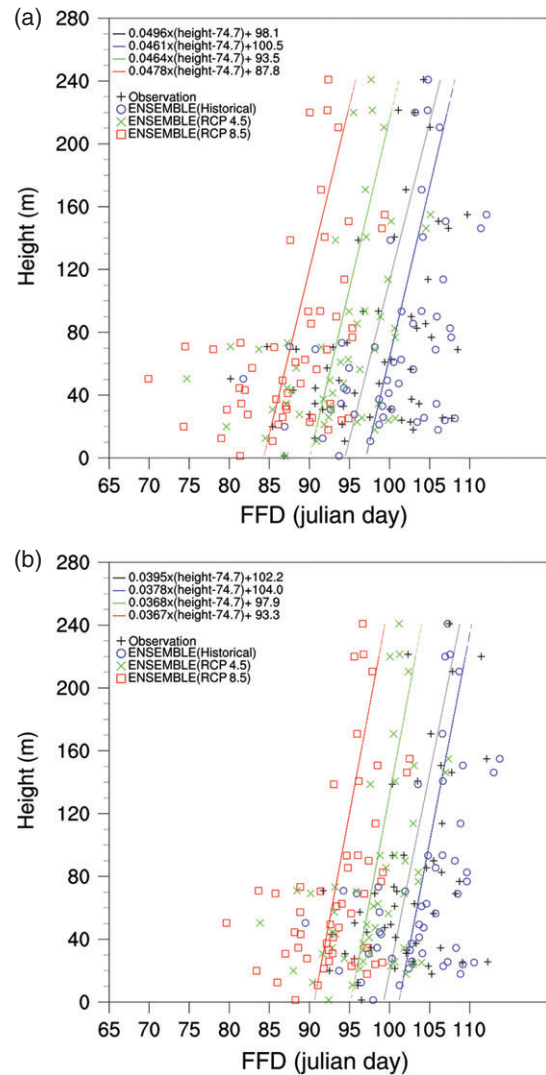 (a)
280
240
200
160
120
80
40
0
Height (m)
0.0496x(height-74.7)+ 98.1
0.0461x(height-74.7)+100.5
0.0464x(height-74.7)+ 93.5
0.0478x(height-74.7)+ 87.8
Observation
ENSEMBLE(Historical)
ENSEMBLE(RCP 4.5)
ENSEMBLE(RCP 8.5)
65 70 75 80 85 90 95 100 105 110
FFD (julian day)
(b)
280
240
200
160
120
80
40
0
Height (m)
0.0395x(height-74.7)+102.2
0.0378x(height-74.7)+104.0
0.0368x(height-74.7)+ 97.9
0.0367x(height-74.7)+ 93.3
Observation
ENSEMBLE(Historical)
ENSEMBLE(RCP 4.5)
ENSEMBLE(RCP 8.5)
65 70 75 80 85 90 95 100 105 110
FFD (julian day)